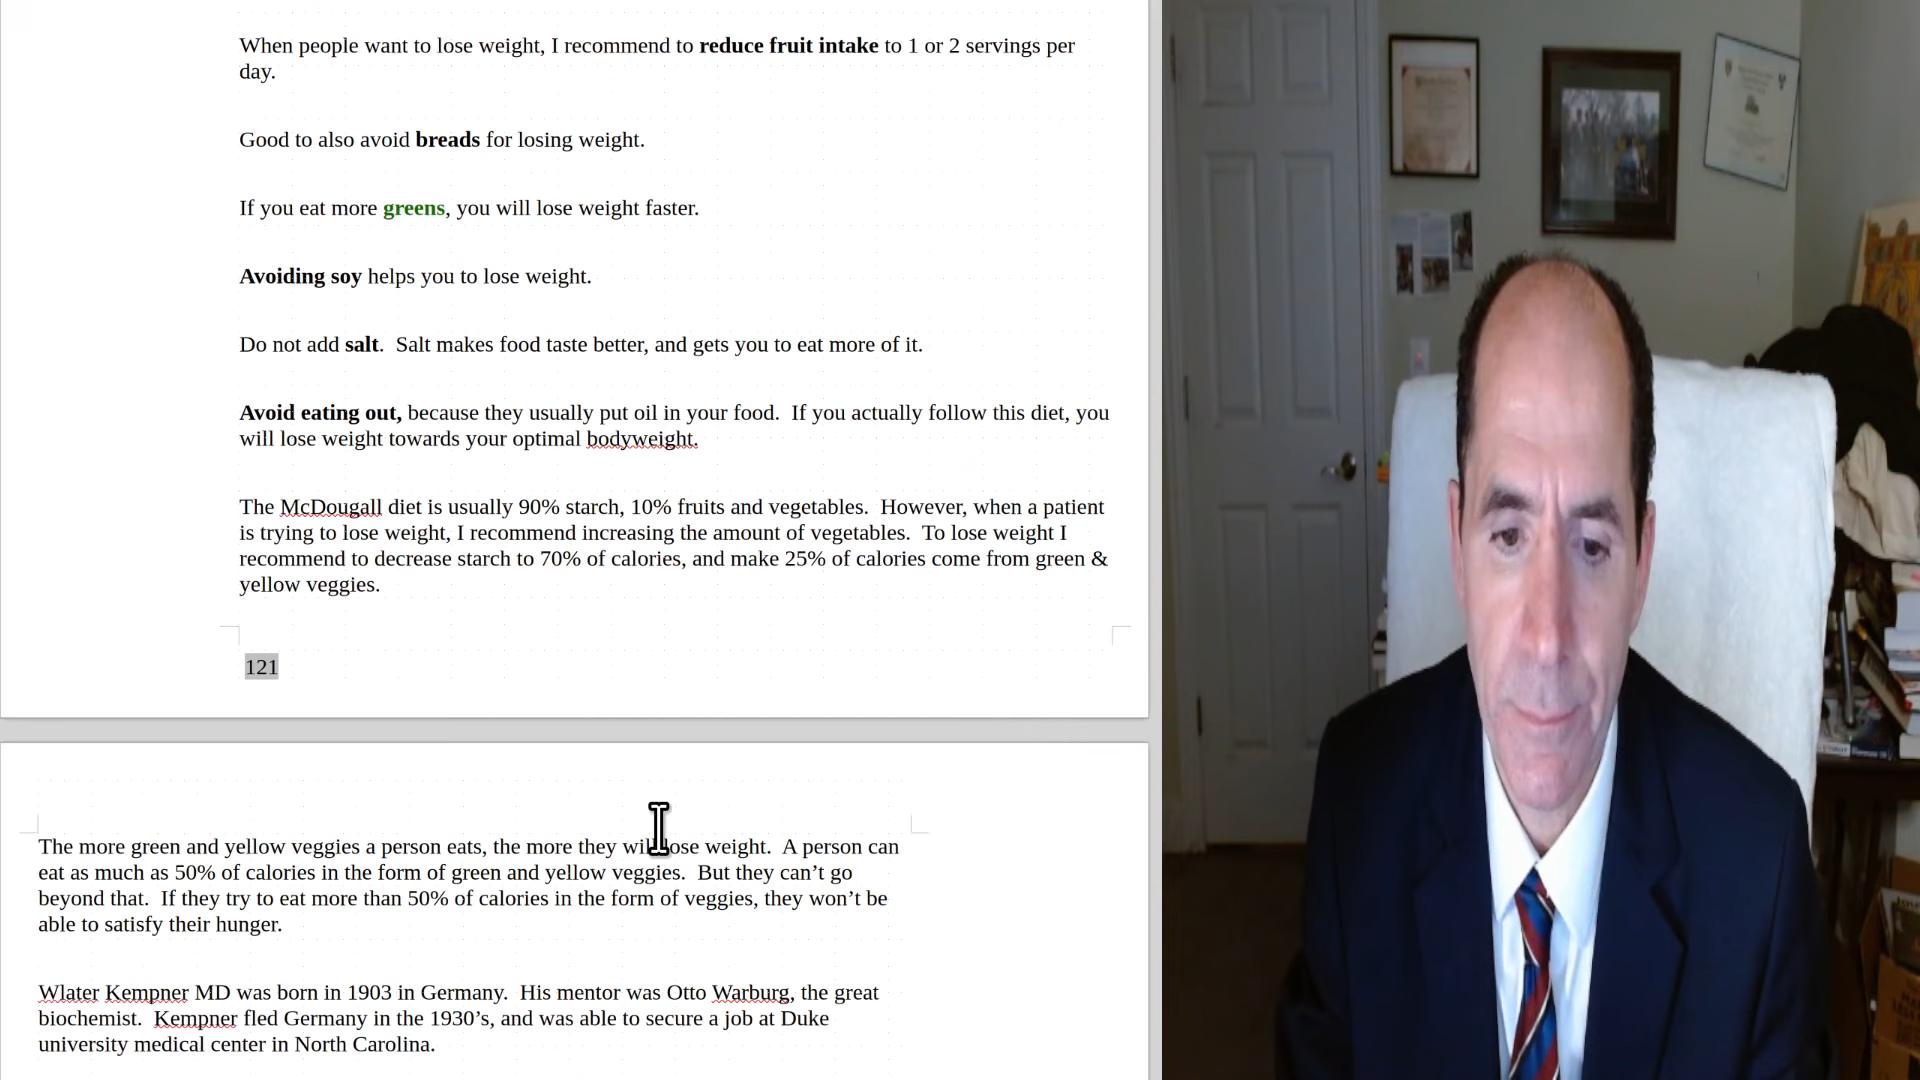 When people want to lose weight, I recommend to reduce fruit intake to 1 or 2 servings per
day.
Good to also avoid breads for losing weight.
If you eat more greens, you will lose weight faster.
Avoiding soy helps you to lose weight.
Do not add salt.  Salt makes food taste better, and gets you to eat more of it.
Avoid eating out, because they usually put oil in your food.  If you actually follow this diet, you
will lose weight towards your optimal bodyweight.
The McDougall diet is usually 90% starch, 10% fruits and vegetables.  However, when a patient
is trying to lose weight, I recommend increasing the amount of vegetables.  To lose weight I
recommend to decrease starch to 70% of calories, and make 25% of calories come from green &
yellow veggies.
121
The more green and yellow veggies a person eats, the more they will lose weight.  A person can
eat as much as 50% of calories in the form of green and yellow veggies.  But they can’t go
beyond that.  If they try to eat more than 50% of calories in the form of veggies, they won’t be
able to satisfy their hunger.
Wlater Kempner MD was born in 1903 in Germany.  His mentor was Otto Warburg, the great
biochemist.  Kempner fled Germany in the 1930’s, and was able to secure a job at Duke
university medical center in North Carolina.